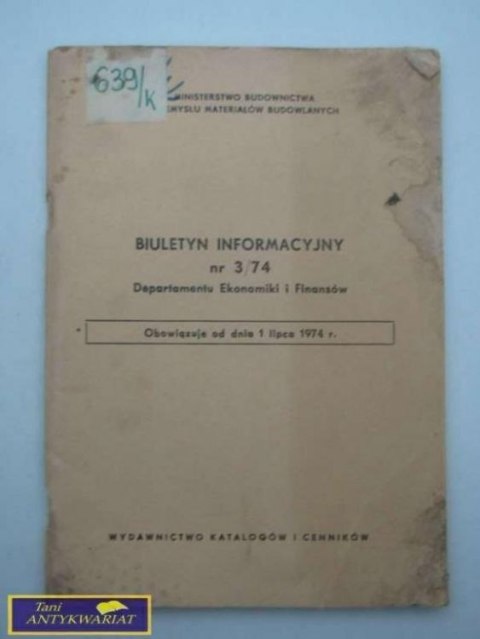 639/K
MINISTERSTWO BUDOWNICTWA
PRZEMYSŁU MATERIAŁÓW BUDOWLANYCH
BIULETYN INFORMACYJNY
nr 3/74
Departamentu Ekonomiki i Finansów
Obowiązuje od dnia 1 lipca 1974 r.
WYDAWNICTWO KATALOGÓW I CENNIKÓW
Tani
ANTYKWARIAT